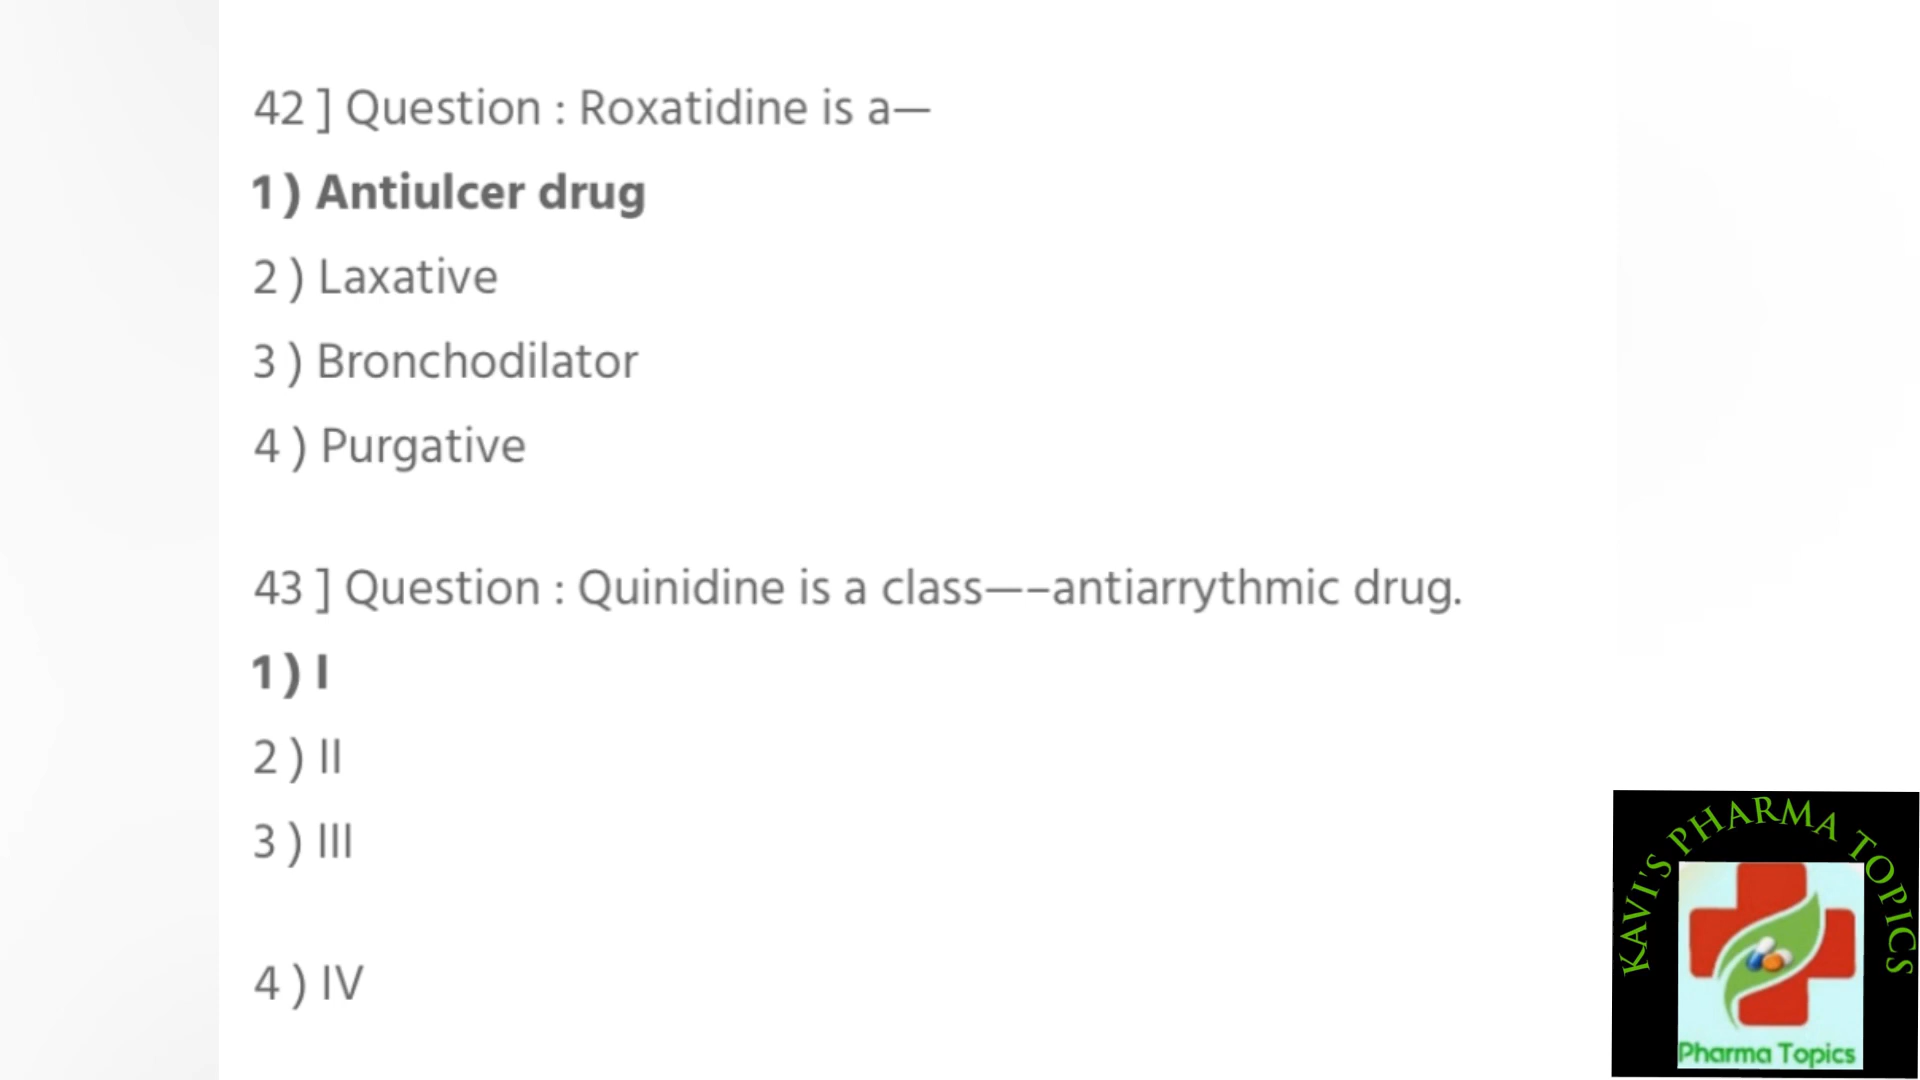 42 ] Question : Roxatidine is a—
1 ) Antiulcer drug
2 ) Laxative
3 ) Bronchodilator
4 ) Purgative
43 ] Question : Quinidine is a class—–antiarrythmic drug.
1 ) I
2 ) II
3 ) III
4 ) IV
KAVI'S PHARMA TOPICS
Pharma Topics